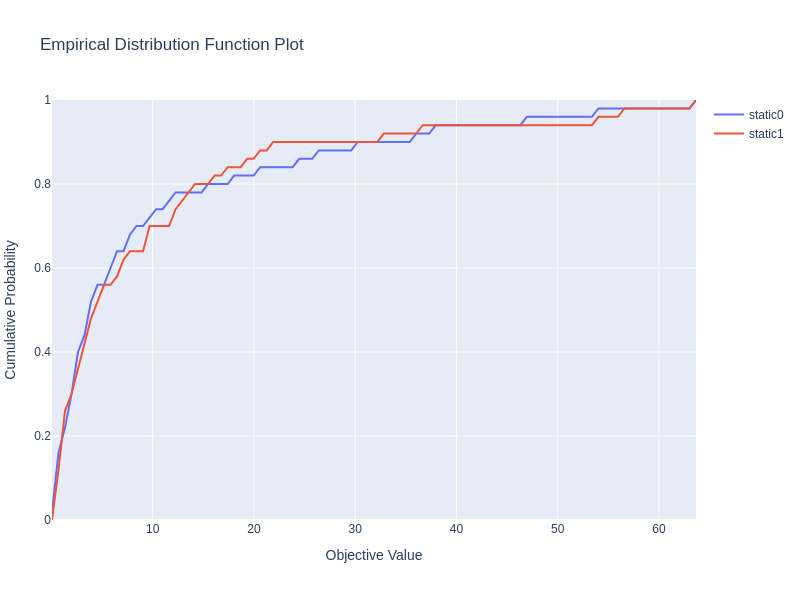 Empirical Distribution Function Plot
Cumulative Probability
1
0.8
0.6
0.4
0.2
0
10
20
30
40
50
60
Objective Value
static0
static1